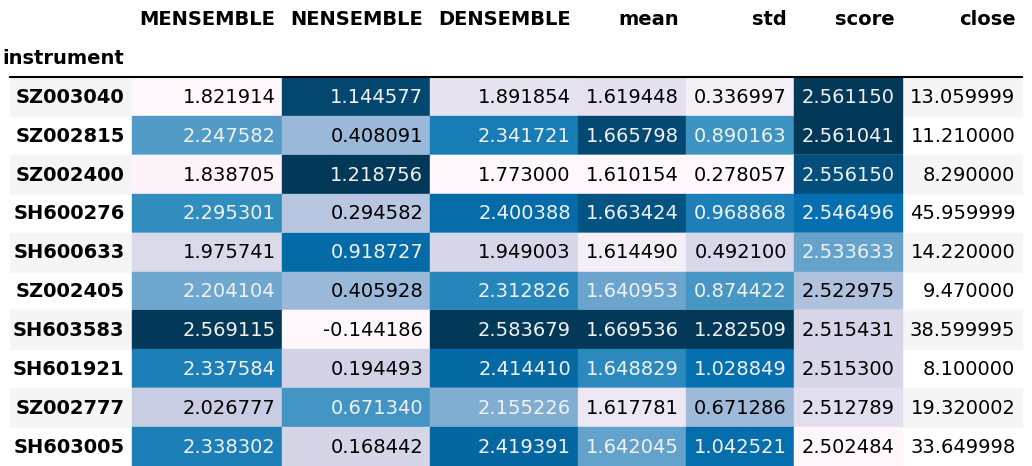 MENSEMBLE NENSEMBLE DENSEMBLE mean std score close
instrument
SZ003040 1.821914 1.144577 1.891854 1.619448 0.336997 2.561150 13.059999
SZ002815 2.247582 0.408091 2.341721 1.665798 0.890163 2.561041 11.210000
SZ002400 1.838705 1.218756 1.773000 1.610154 0.278057 2.556150 8.290000
SH600276 2.295301 0.294582 2.400388 1.663424 0.968868 2.546496 45.959999
SH600633 1.975741 0.918727 1.949003 1.614490 0.492100 2.533633 14.220000
SZ002405 2.204104 0.405928 2.312826 1.640953 0.874422 2.522975 9.470000
SH603583 2.569115 -0.144186 2.583679 1.669536 1.282509 2.515431 38.599995
SH601921 2.337584 0.194493 2.414410 1.648829 1.028849 2.515300 8.100000
SZ002777 2.026777 0.671340 2.155226 1.617781 0.671286 2.512789 19.320002
SH603005 2.338302 0.168442 2.419391 1.642045 1.042521 2.502484 33.649998